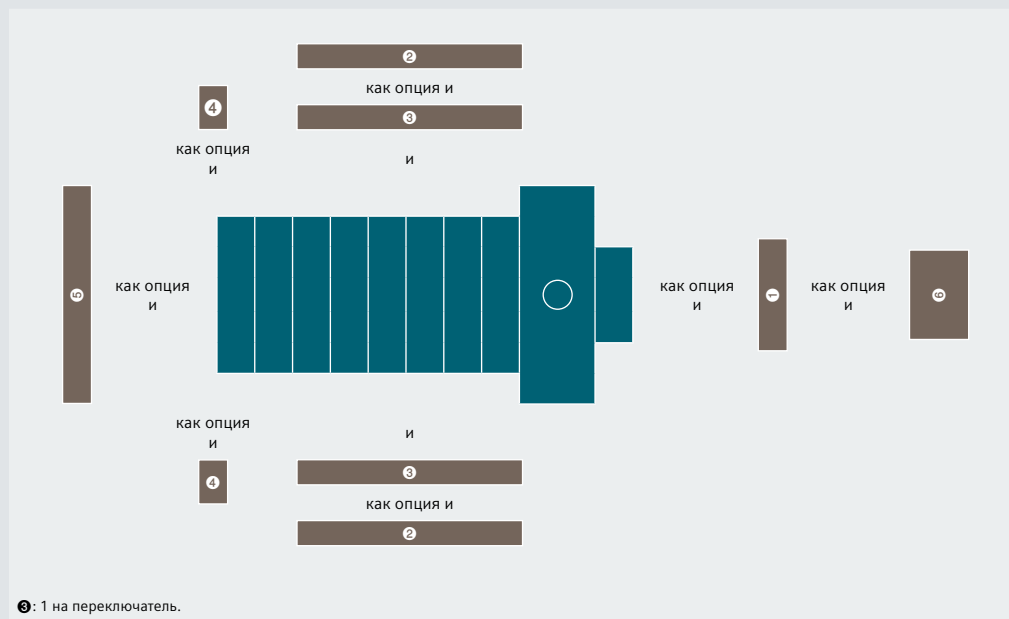 ❷
как опция и
❹
❸
как опция
и
и
❺
как опция
и
как опция
и
❶
как опция
и
❻
как опция
и
и
❹
❸
как опция и
❷
❸: 1 на переключатель.